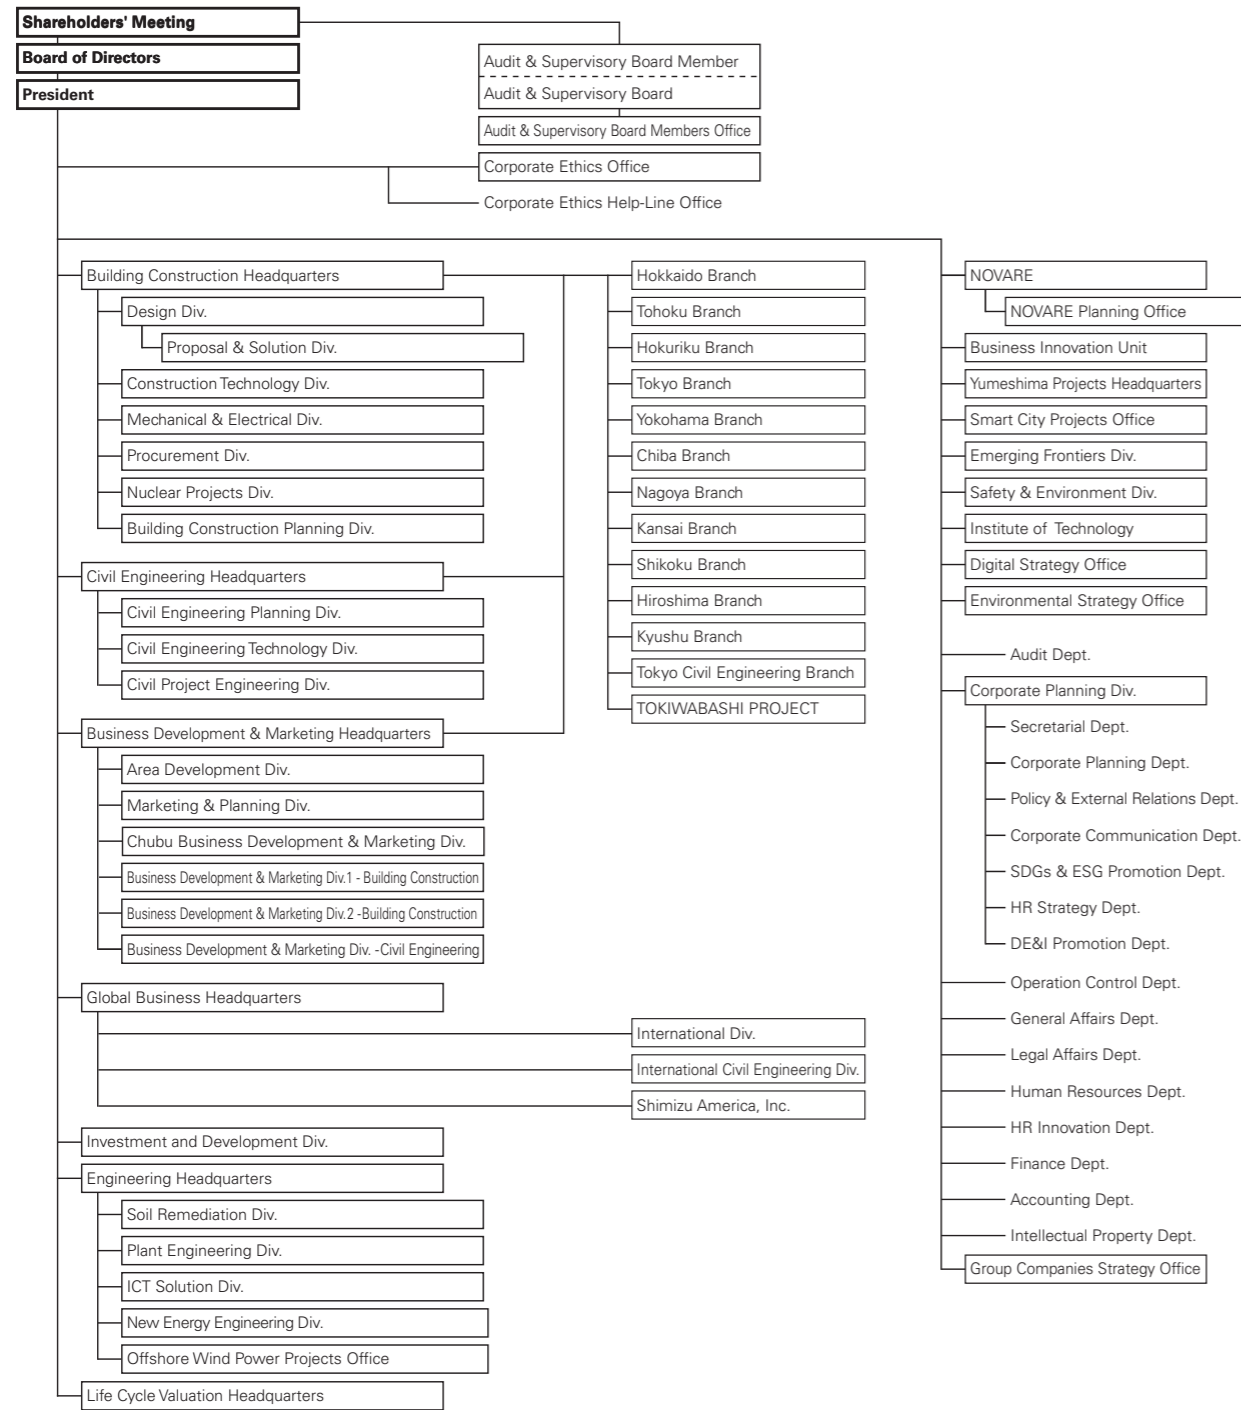 Shareholders' Meeting
Board of Directors
President
Audit & Supervisory Board Member
Audit & Supervisory Board
Audit & Supervisory Board Members Office
Corporate Ethics Office
Corporate Ethics Help-Line Office
Building Construction Headquarters
Design Div.
Proposal & Solution Div.
Construction Technology Div.
Mechanical & Electrical Div.
Procurement Div.
Nuclear Projects Div.
Building Construction Planning Div.
Civil Engineering Headquarters
Civil Engineering Planning Div.
Civil Engineering Technology Div.
Civil Project Engineering Div.
Business Development & Marketing Headquarters
Area Development Div.
Marketing & Planning Div.
Chubu Business Development & Marketing Div.
Business Development & Marketing Div.1 - Building Construction
Business Development & Marketing Div.2 -Building Construction
Business Development & Marketing Div. -Civil Engineering
Hokkaido Branch
Tohoku Branch
Hokuriku Branch
Tokyo Branch
Yokohama Branch
Chiba Branch
Nagoya Branch
Kansai Branch
Shikoku Branch
Hiroshima Branch
Kyushu Branch
Tokyo Civil Engineering Branch
TOKIWABASHI PROJECT
Global Business Headquarters
International Div.
International Civil Engineering Div.
Shimizu America, Inc.
Investment and Development Div.
Engineering Headquarters
Soil Remediation Div.
Plant Engineering Div.
ICT Solution Div.
New Energy Engineering Div.
Offshore Wind Power Projects Office
Life Cycle Valuation Headquarters
NOVARE
NOVARE Planning Office
Business Innovation Unit
Yumeshima Projects Headquarters
Smart City Projects Office
Emerging Frontiers Div.
Safety & Environment Div.
Institute of Technology
Digital Strategy Office
Environmental Strategy Office
Audit Dept.
Corporate Planning Div.
Secretarial Dept.
Corporate Planning Dept.
Policy & External Relations Dept.
Corporate Communication Dept.
SDGs & ESG Promotion Dept.
HR Strategy Dept.
DE&I Promotion Dept.
Operation Control Dept.
General Affairs Dept.
Legal Affairs Dept.
Human Resources Dept.
HR Innovation Dept.
Finance Dept.
Accounting Dept.
Intellectual Property Dept.
Group Companies Strategy Office